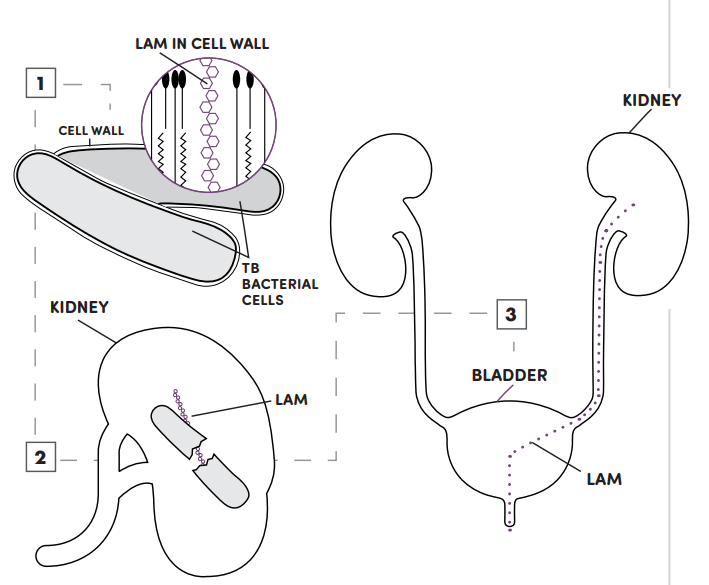 LAM IN CELL WALL
1
CELL WALL
TB
BACTERIAL
CELLS
KIDNEY
LAM
2
KIDNEY
3
BLADDER
LAM